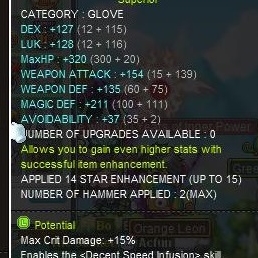 Superior
CATEGORY : GLOVE
DEX : +127 (12 + 115)
LUK : +128 (12 + 116)
MaxHP : +320 (300 + 20)
WEAPON ATTACK : +154 (15 + 139)
WEAPON DEF : +135 (60 + 75)
MAGIC DEF : +211 (100 + 111)
AVOIDABILITY : +37 (35 + 2)
NUMBER OF UPGRADES AVAILABLE : 0
Allows you to gain even higher stats with
successful item enhancement.
APPLIED 14 STAR ENHANCEMENT (UP TO 15)
NUMBER OF HAMMER APPLIED : 2(MAX)
Potential
Max Crit Damage: +15%
Orange Leon
Enables the <Decent Speed Infusion> skill